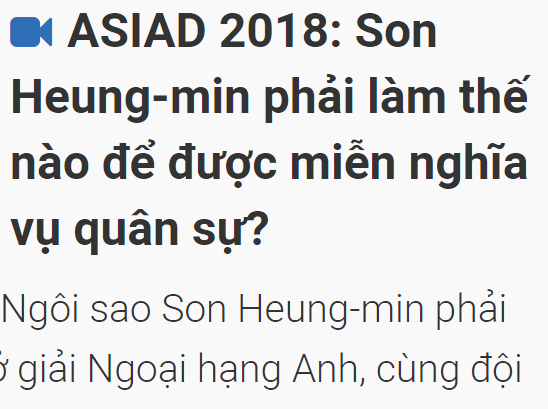 ASIAD 2018: Son
Heung-min phải làm thế
nào để được miễn nghĩa
vụ quân sự?
Ngôi sao Son Heung-min phải
ở giải Ngoại hạng Anh, cùng đội